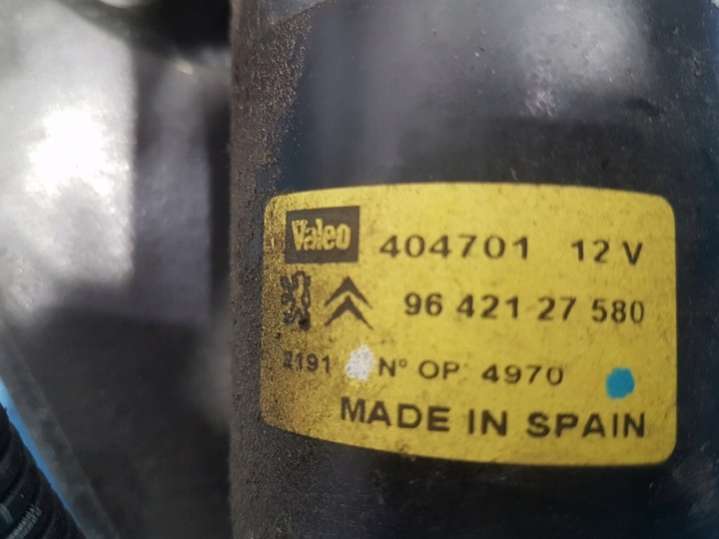 Valeo 404701 12 V
96 421 27 580
2191 N° OP 4970
MADE IN SPAIN